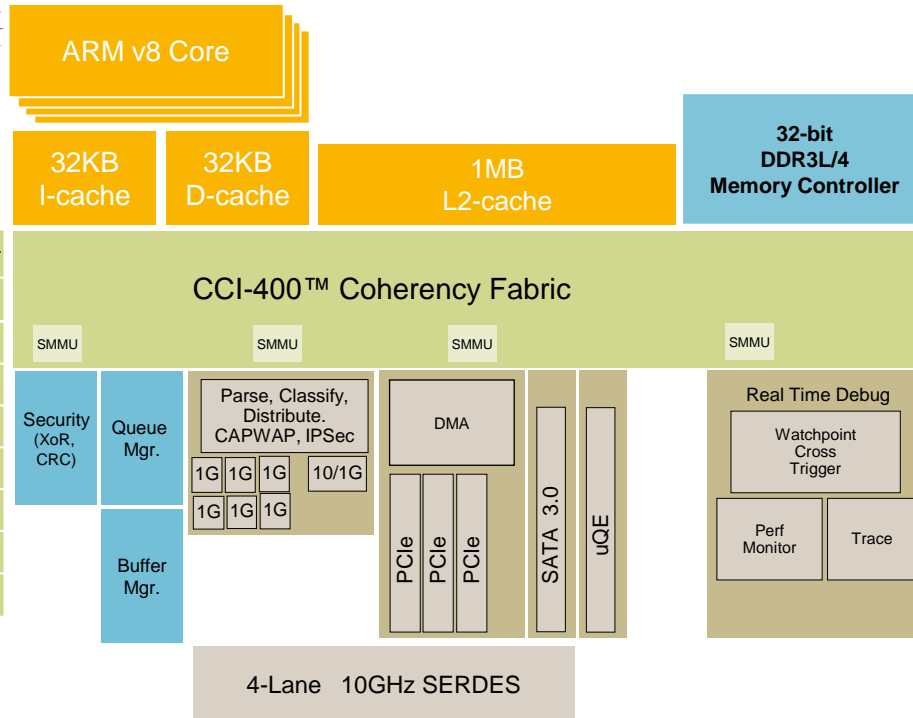 ARM v8 Core
32KB
I-cache
32KB
D-cache
1MB
L2-cache
32-bit
DDR3L/4
Memory Controller
CCI-400™ Coherency Fabric
SMMU
SMMU
SMMU
SMMU
Security
(XoR,
CRC)
Queue
Mgr.
Buffer
Mgr.
Parse, Classify,
Distribute.
CAPWAP, IPSec
1G
1G
1G
10/1G
1G
1G
1G
DMA
PCIe
PCIe
PCIe
SATA 3.0
uQE
Real Time Debug
Watchpoint
Cross
Trigger
Perf
Monitor
Trace
4-Lane 10GHz SERDES